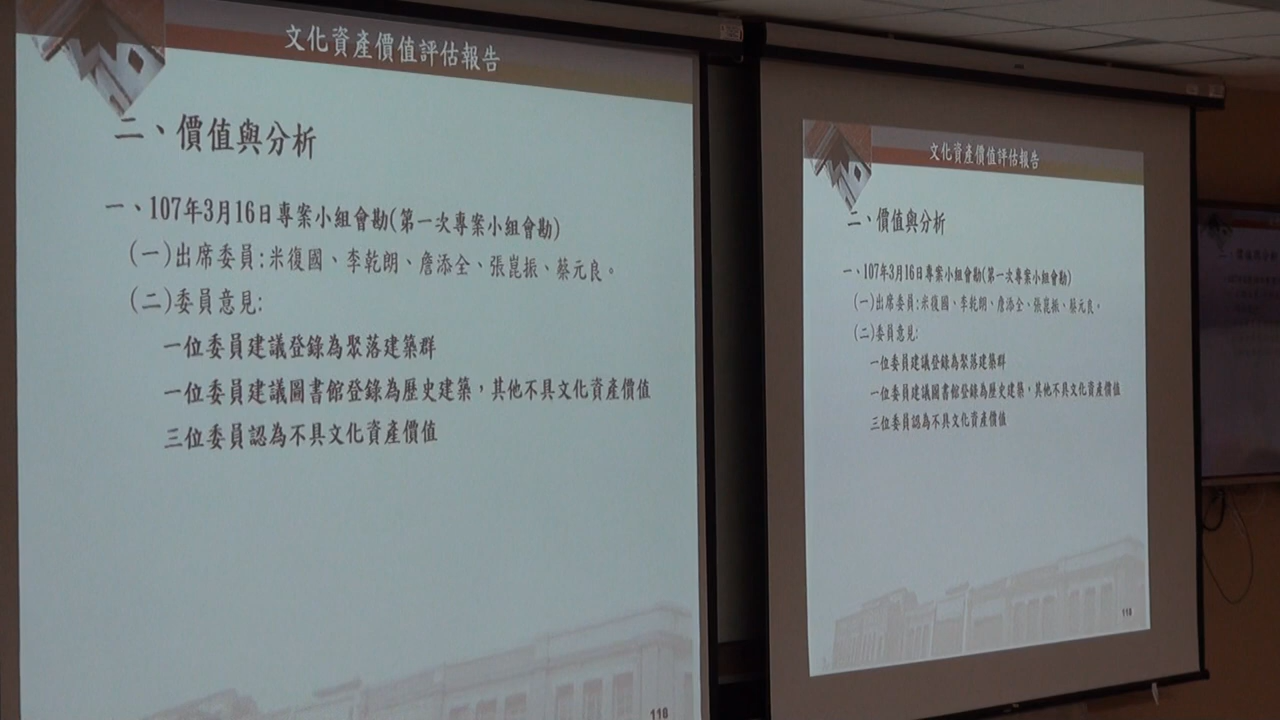 文化資產價值評估報告
二、價值與分析
一、107年3月16日專案小組會勘(第一次專案小組會勘)
(一)出席委員:米復國、李乾朗、詹添全、張崑振、蔡元良。
(二)委員意見:
一位委員建議登錄為聚落建築群
一位委員建議圖書館登錄為歷史建築，其他不具文化資產價值
三位委員認為不具文化資產價值
118
文化資產價值評估報告
二、價值與分析
一、107年3月16日專案小組會勘(第一次專案小組會勘)
(一)出席委員:米復國、李乾朗、詹添全、張崑振、蔡元良。
(二)委員意見:
一位委員建議登錄為聚落建築群
一位委員建議圖書館登錄為歷史建築，其他不具文化資產價值
三位委員認為不具文化資產價值
118
二、價值與分析